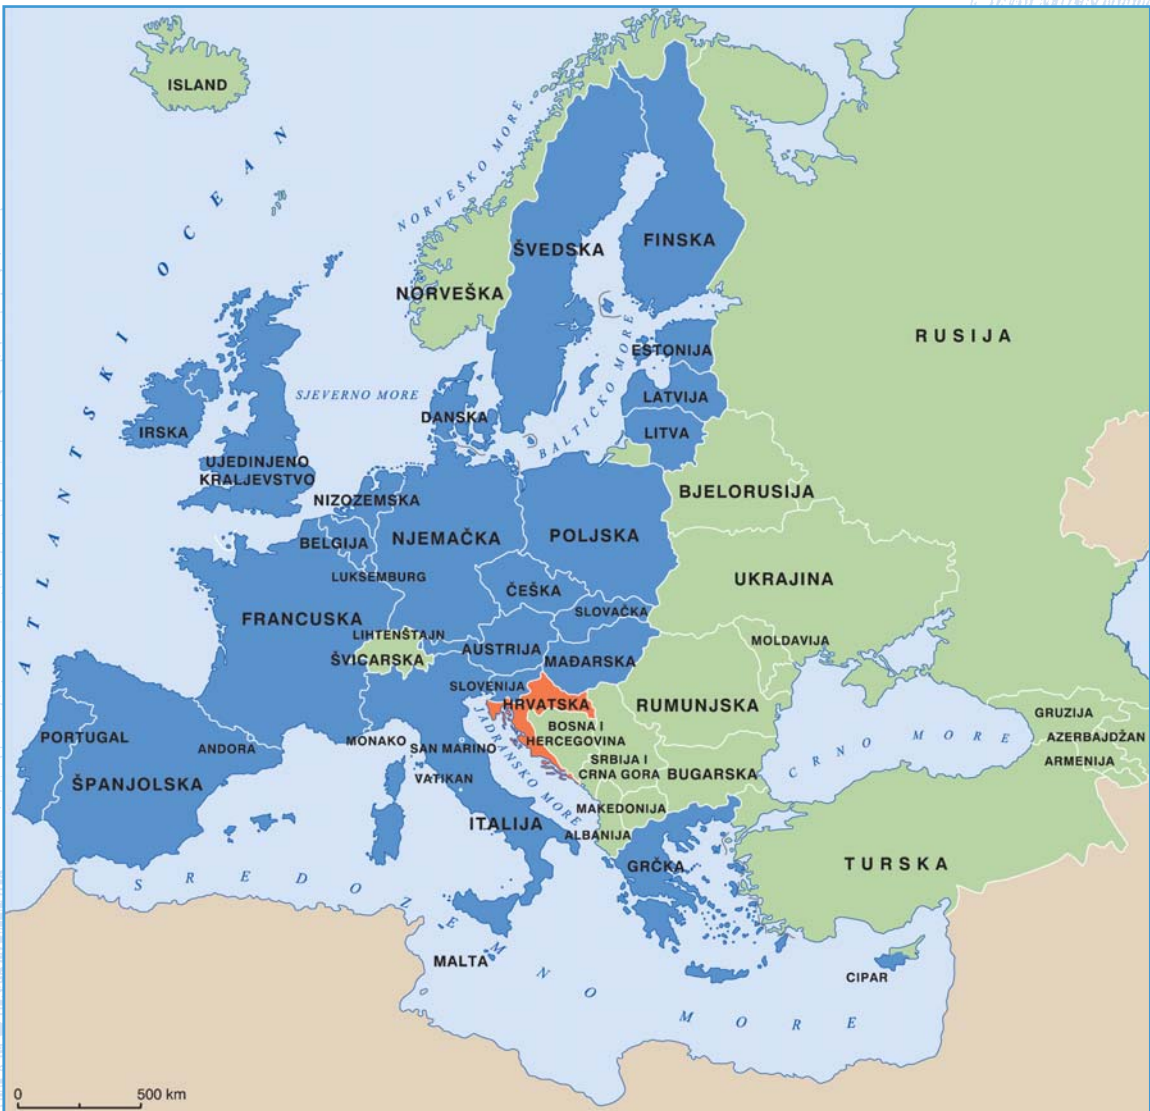 ISLAND
ATLANTSKI OCEAN
NORVEŠKO MORE
ŠVEDSKA
FINSKA
NORVEŠKA
RUSIJA
ESTONIJA
SJEVERNO MORE
BALTIČKO MORE
LATVIJA
DANSKA
IRSKA
LITVA
UJEDINJENO
KRALJEVSTVO
NIZOZEMSKA
BJELORUSIJA
BELGIJA
NJEMAČKA
POLJSKA
LUKSEMBURG
UKRAJINA
ČEŠKA
SLOVAČKA
FRANCUSKA
LIHTENŠTAJN
MOLDAVIJA
ŠVICARSKA
AUSTRIJA
MAĐARSKA
SLOVENIJA
HRVATSKA
RUMUNJSKA
GRUZIJA
BOSNA I
HERCEGOVINA
PORTUGAL
ANDORA
MONAKO
SAN MARINO
JADRANSKO MORE
CRNO MORE
AZERBAJDŽAN
SRBIJA I
CRNA GORA
ARMENIJA
BUGARSKA
VATIKAN
ŠPANJOLSKA
MAKEDONIJA
ITALIJA
ALBANIJA
GRČKA
TURSKA
SREDOZEMNO MORE
MALTA
CIPAR
0 500 km